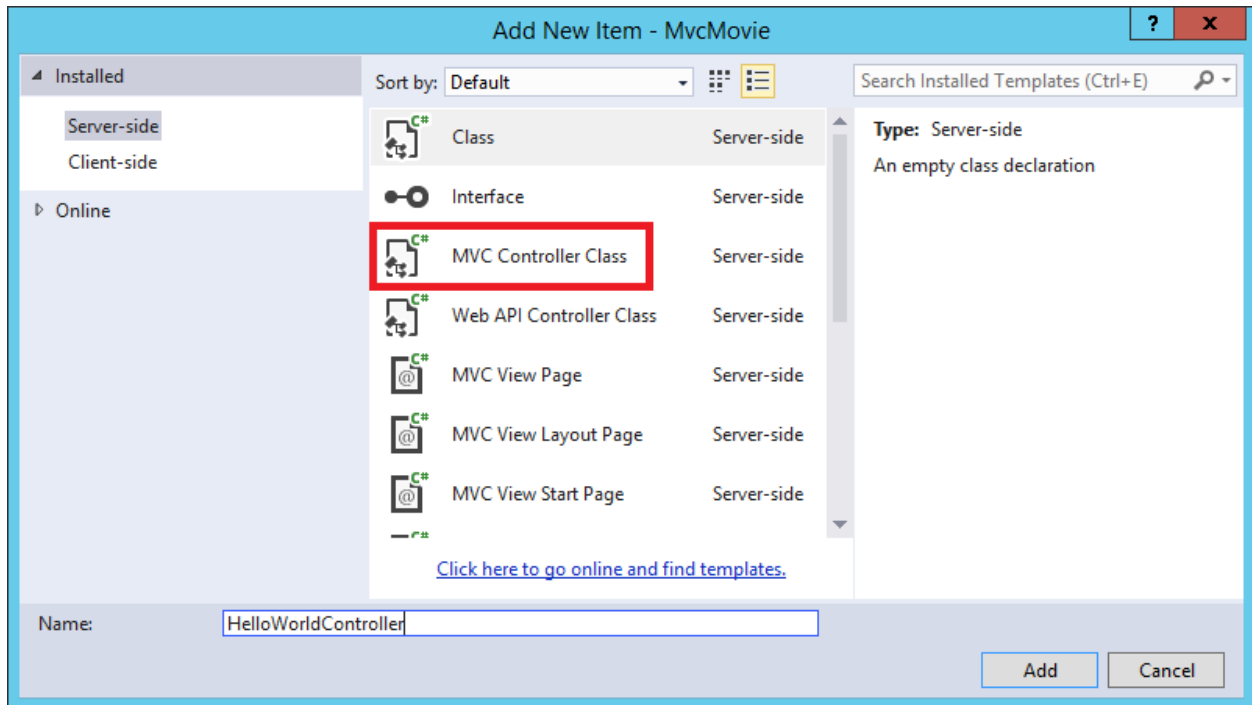 Add New Item - MvcMovie
?
x
Installed
Server-side
Client-side
Online
Sort by: Default
Search Installed Templates (Ctrl+E)
C# Class Server-side
Interface Server-side
C# MVC Controller Class Server-side
C# Web API Controller Class Server-side
C# @ MVC View Page Server-side
C# @ MVC View Layout Page Server-side
C# @ MVC View Start Page Server-side
C#
Click here to go online and find templates.
Type: Server-side
An empty class declaration
Name: HelloWorldController
Add Cancel